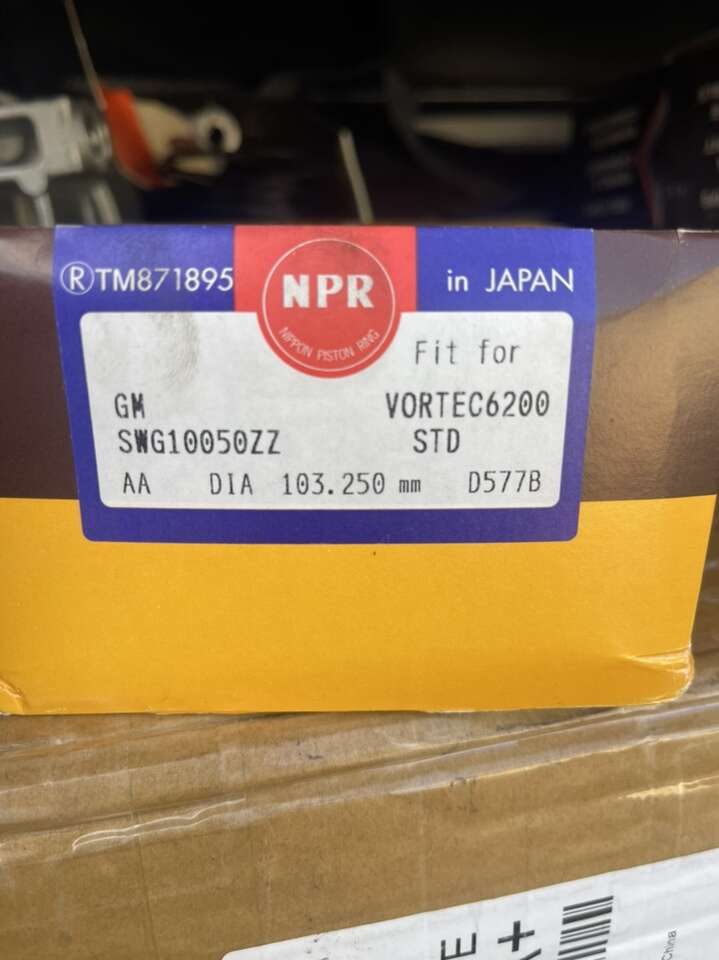 ®TM871895
NPR
NIPPON PISTON RING
in JAPAN
Fit for
GM VORTEC6200
SWG10050ZZ STD
AA DIA 103.250 mm D577B
China